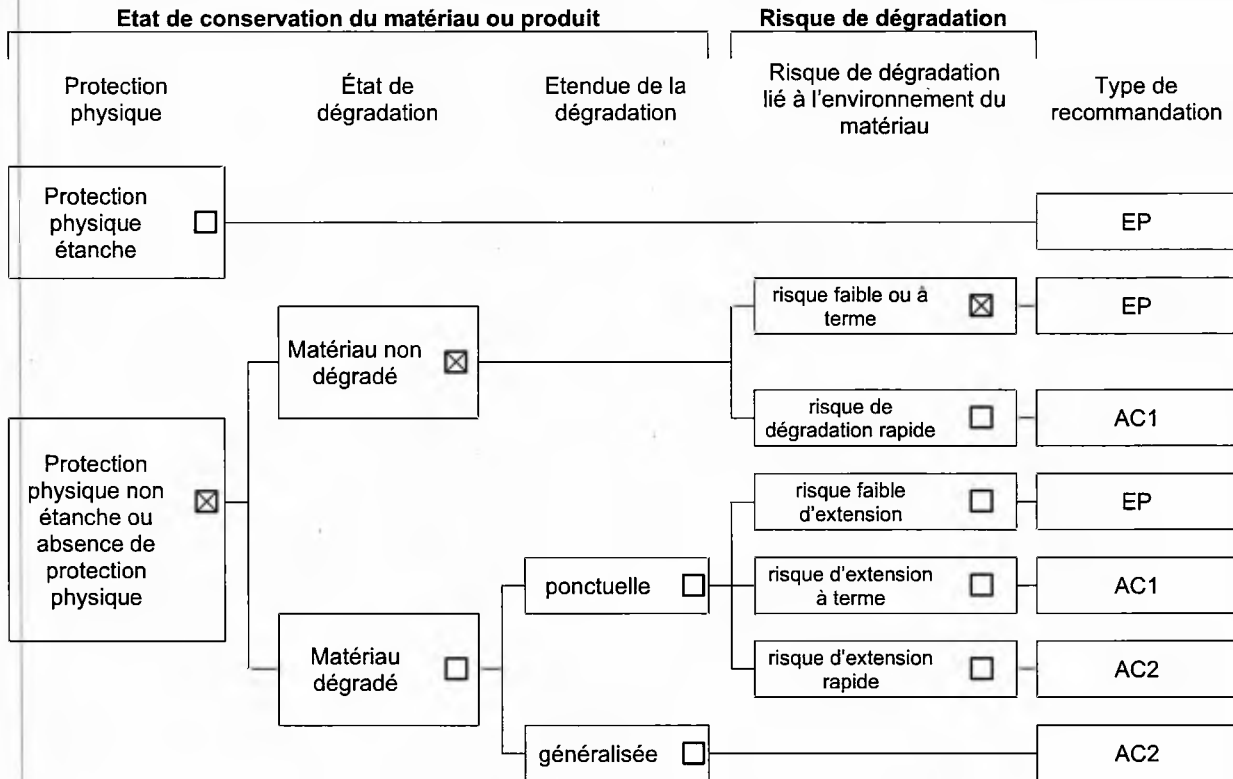 Etat de conservation du matériau ou produit
Risque de dégradation
Protection
physique
État de
dégradation
Etendue de la
dégradation
Risque de dégradation
lié à l'environnement du
matériau
Type de
recommandation
Protection
physique
étanche
EP
risque faible ou à
terme
EP
Matériau non
dégradé
risque de
dégradation rapide
AC1
Protection
physique non
étanche ou
absence de
protection
physique
risque faible
d'extension
EP
ponctuelle
risque d'extension
à terme
AC1
Matériau
dégradé
risque d'extension
rapide
AC2
généralisée
AC2